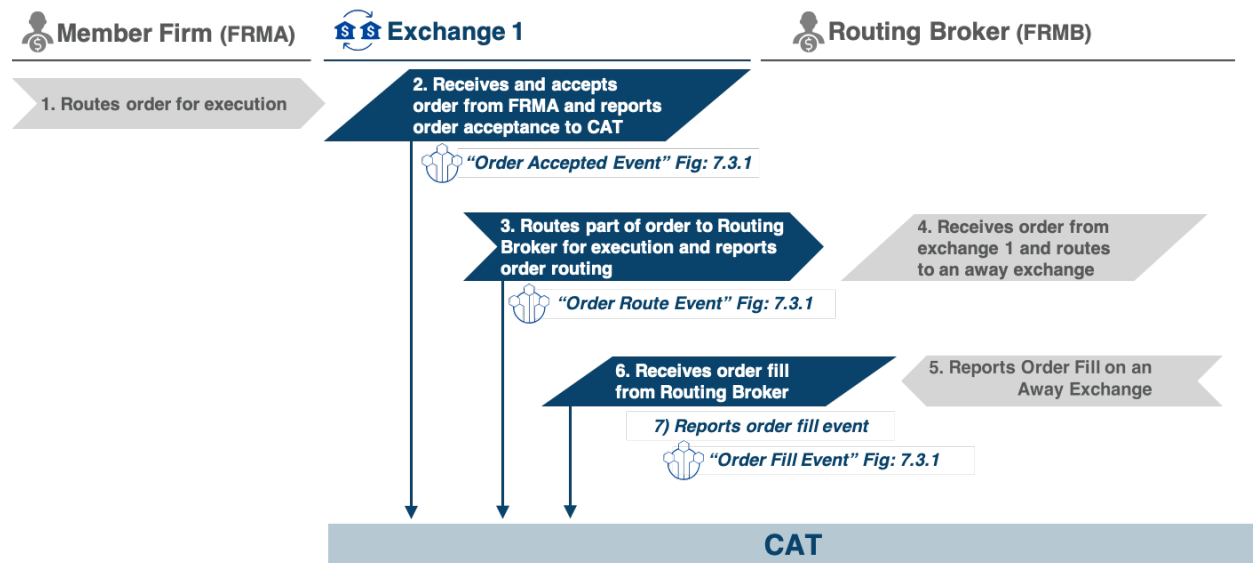 Member Firm (FRMA)
Exchange 1
Routing Broker (FRMB)
1. Routes order for execution
2. Receives and accepts
order from FRMA and reports
order acceptance to CAT
“Order Accepted Event” Fig: 7.3.1
3. Routes part of order to Routing
Broker for execution and reports
order routing
4. Receives order from
exchange 1 and routes
to an away exchange
“Order Route Event” Fig: 7.3.1
6. Receives order fill
from Routing Broker
5. Reports Order Fill on an
Away Exchange
7) Reports order fill event
“Order Fill Event” Fig: 7.3.1
CAT